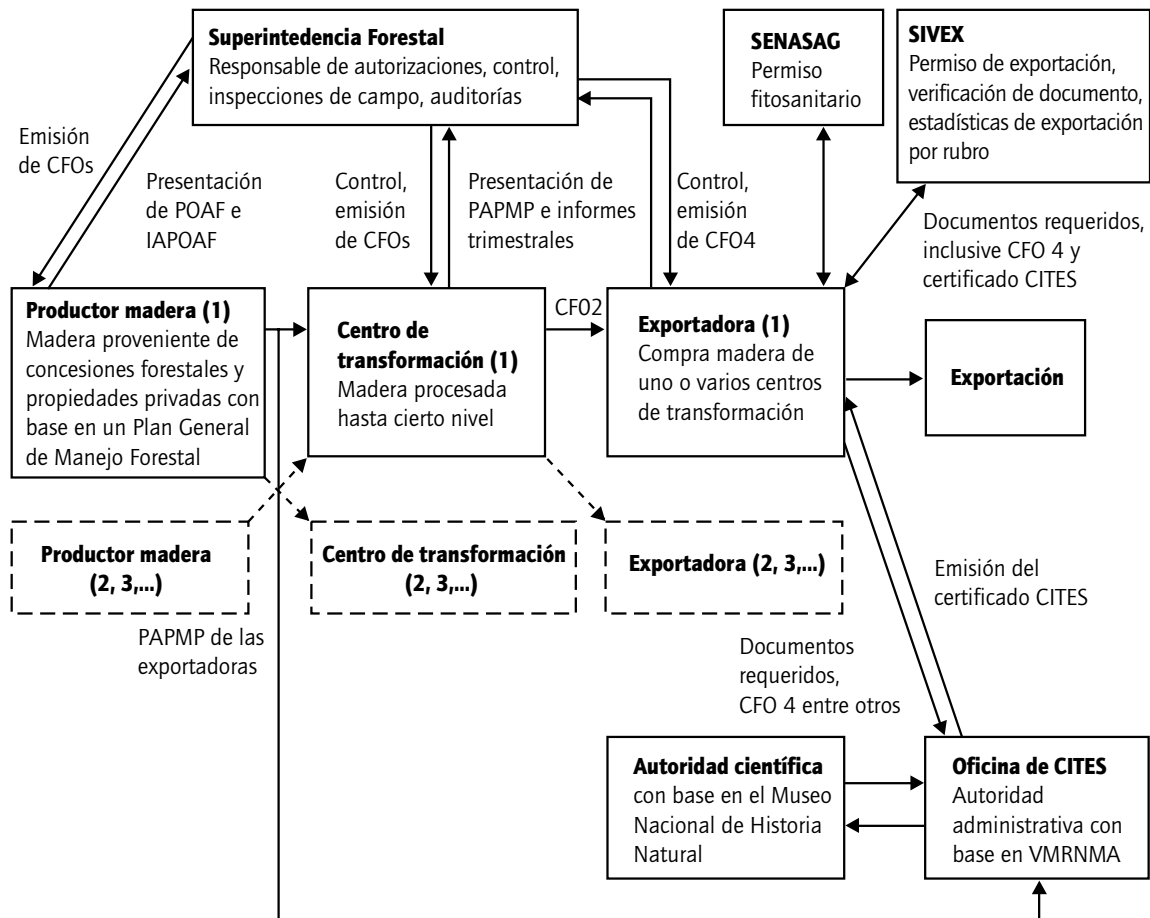 Superintedencia Forestal
Responsable de autorizaciones, control,
inspecciones de campo, auditorías
SENASAG
Permiso
fitosanitario
SIVEX
Permiso de exportación,
verificación de documento,
estadísticas de exportación
por rubro
Emisión
de CFOs
Presentación
de POAF e
IAPOAF
Control,
emisión
de CFOs
Presentación de
PAPMP e informes
trimestrales
Control,
emisión
de CFO4
Documentos requeridos,
inclusive CFO 4 y
certificado CITES
Productor madera (1)
Madera proveniente de
concesiones forestales y
propiedades privadas con
base en un Plan General
de Manejo Forestal
Centro de
transformación (1)
Madera procesada
hasta cierto nivel
CF02
Exportadora (1)
Compra madera de
uno o varios centros
de transformación
Exportación
Productor madera
(2, 3,...)
Centro de transformación
(2, 3,...)
Exportadora (2, 3,...)
PAPMP de las
exportadoras
Emisión del
certificado CITES
Documentos
requeridos,
CFO 4 entre otros
Autoridad científica
con base en el Museo
Nacional de Historia
Natural
Oficina de CITES
Autoridad
administrativa con
base en VMRNMA